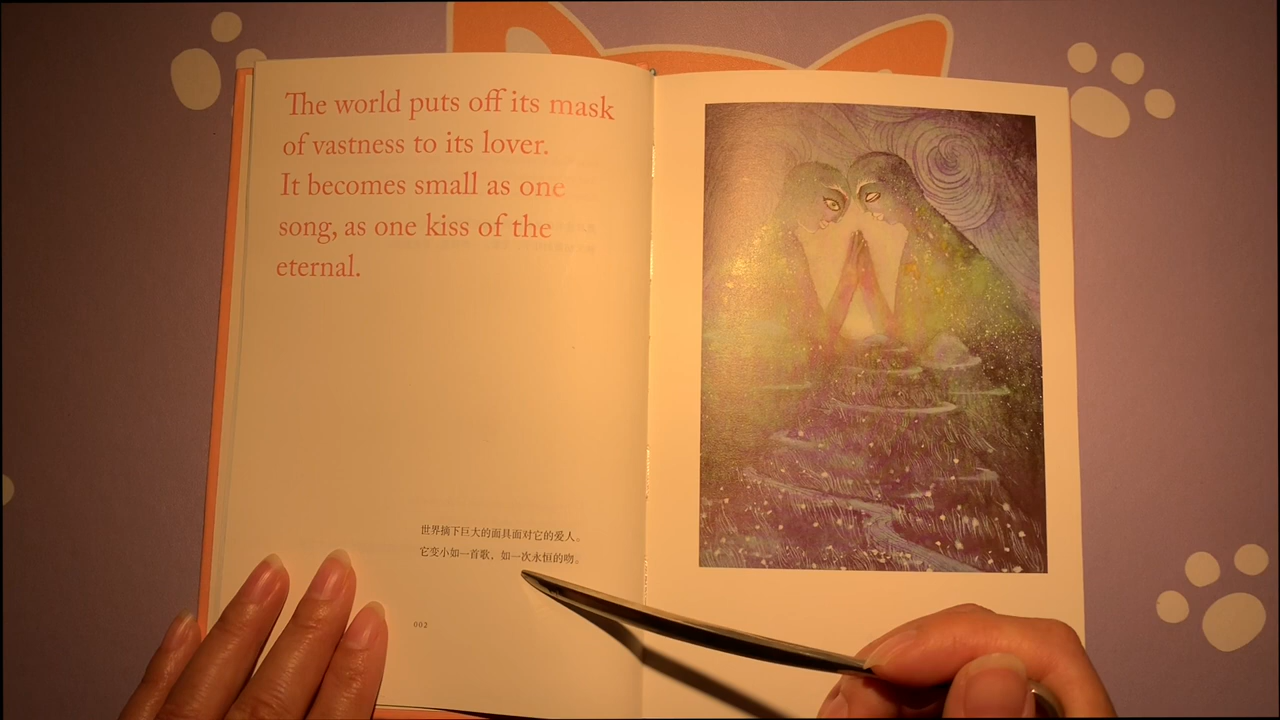 The world puts off its mask
of vastness to its lover.
It becomes small as one
song, as one kiss of the
eternal.
世界摘下巨大的面具面对它的爱人。
它变小如一首歌，如一次永恒的吻。
002